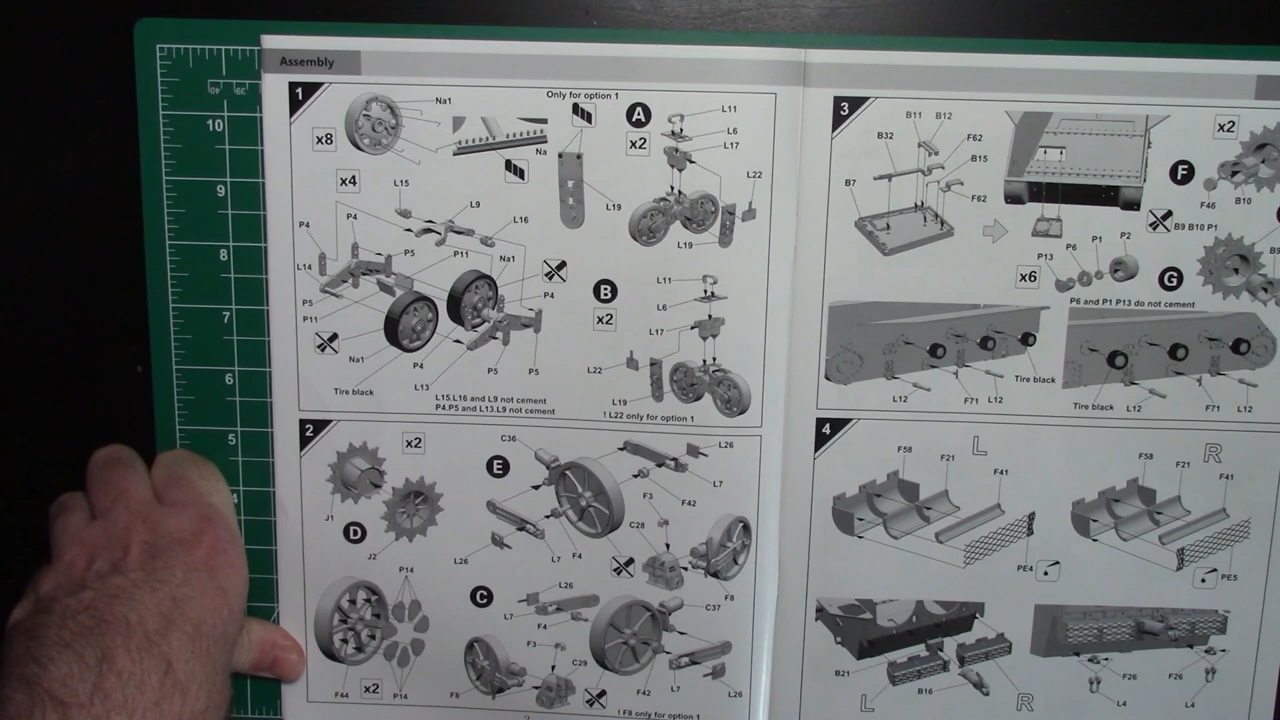 Assembly
1
Only for option 1
Na1
x8
Na
L19
A
x2
L11
L6
L17
L22
L19
x4
L15
L9
L16
P4
P4
P5
P11
Na1
L14
P5
P11
P4
Na1
P4
L13
P5
P5
Tire black
L15.L16 and L9 not cement
P4.P5 and L13.L9 not cement
B
x2
L11
L6
L17
L22
L19
! L22 only for option 1
2
x2
J1
D
J2
P14
F44
x2
P14
C36
E
L26
L7
F42
F3
C28
L26
L7
F4
F8
C
L26
L7
F4
C37
F3
C29
F8
F42
L7
L26
! F8 only for option 1
3
B11
B12
B32
F62
B15
B7
F62
x2
F
F46
B10
B9 B10 P1
B9
P13
P6
P1
P2
x6
G
P6 and P1 P13 do not cement
L12
F71
L12
Tire black
Tire black
L12
F71
L12
4
L
F58
F21
F41
PE4
R
F58
F21
F41
PE5
B21
L
B16
R
F26
F26
L4
L4
10
9
8
7
6
5
4
40
39